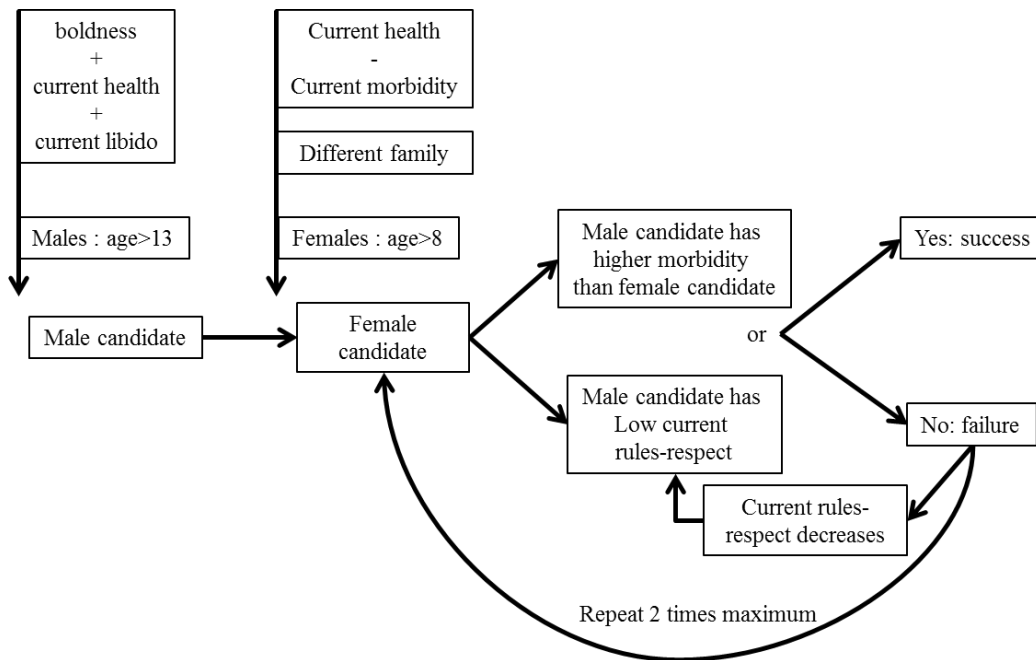 boldness
+
current health
+
current libido
Males : age>13
Male candidate
Current health
-
Current morbidity
Different family
Females : age>8
Female
candidate
Male candidate has
higher morbidity
than female candidate
or
Male candidate has
Low current
rules-respect
Yes: success
No: failure
Current rules-
respect decreases
Repeat 2 times maximum